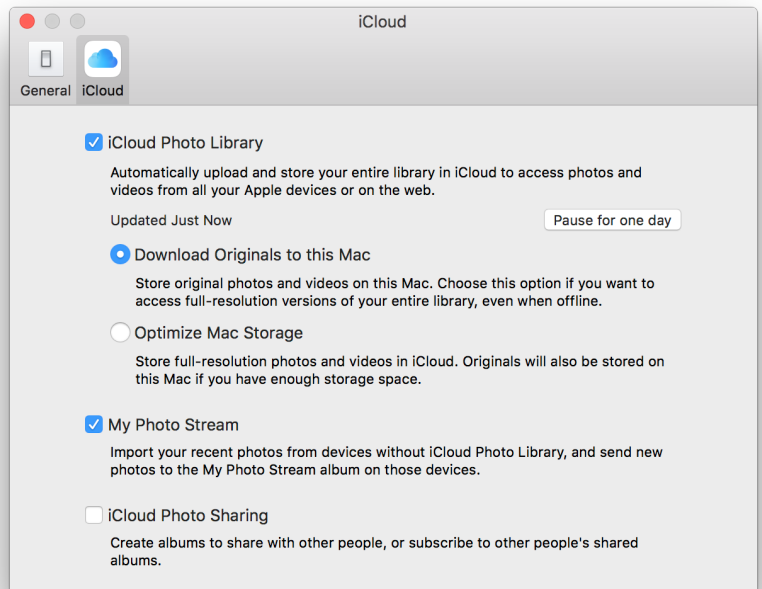 iCloud
General
iCloud
iCloud Photo Library
Automatically upload and store your entire library in iCloud to access photos and
videos from all your Apple devices or on the web.
Updated Just Now
Pause for one day
Download Originals to this Mac
Store original photos and videos on this Mac. Choose this option if you want to
access full-resolution versions of your entire library, even when offline.
Optimize Mac Storage
Store full-resolution photos and videos in iCloud. Originals will also be stored on
this Mac if you have enough storage space.
My Photo Stream
Import your recent photos from devices without iCloud Photo Library, and send new
photos to the My Photo Stream album on those devices.
iCloud Photo Sharing
Create albums to share with other people, or subscribe to other people's shared
albums.